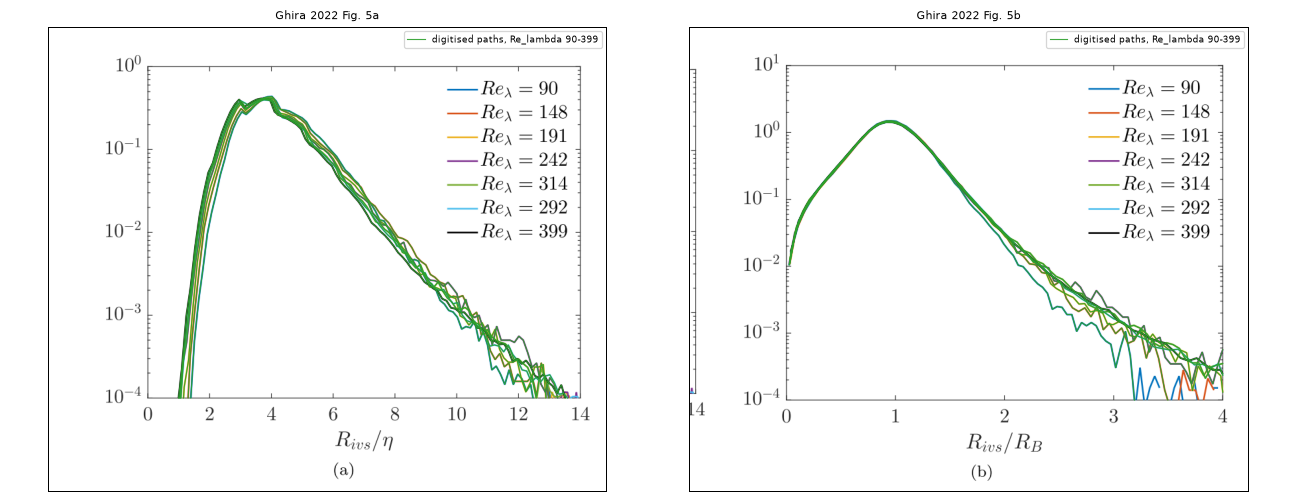 Ghira 2022 Fig. 5a
digitised paths, Re_lambda 90-399
10^0
10^{-1}
10^{-2}
10^{-3}
10^{-4}
Re_λ = 90
Re_λ = 148
Re_λ = 191
Re_λ = 242
Re_λ = 314
Re_λ = 292
Re_λ = 399
0 2 4 6 8 10 12 14
R_{ivs}/η
(a)
Ghira 2022 Fig. 5b
digitised paths, Re_lambda 90-399
10^1
10^0
10^{-1}
10^{-2}
10^{-3}
10^{-4}
Re_λ = 90
Re_λ = 148
Re_λ = 191
Re_λ = 242
Re_λ = 314
Re_λ = 292
Re_λ = 399
14
0 1 2 3 4
R_{ivs}/R_B
(b)